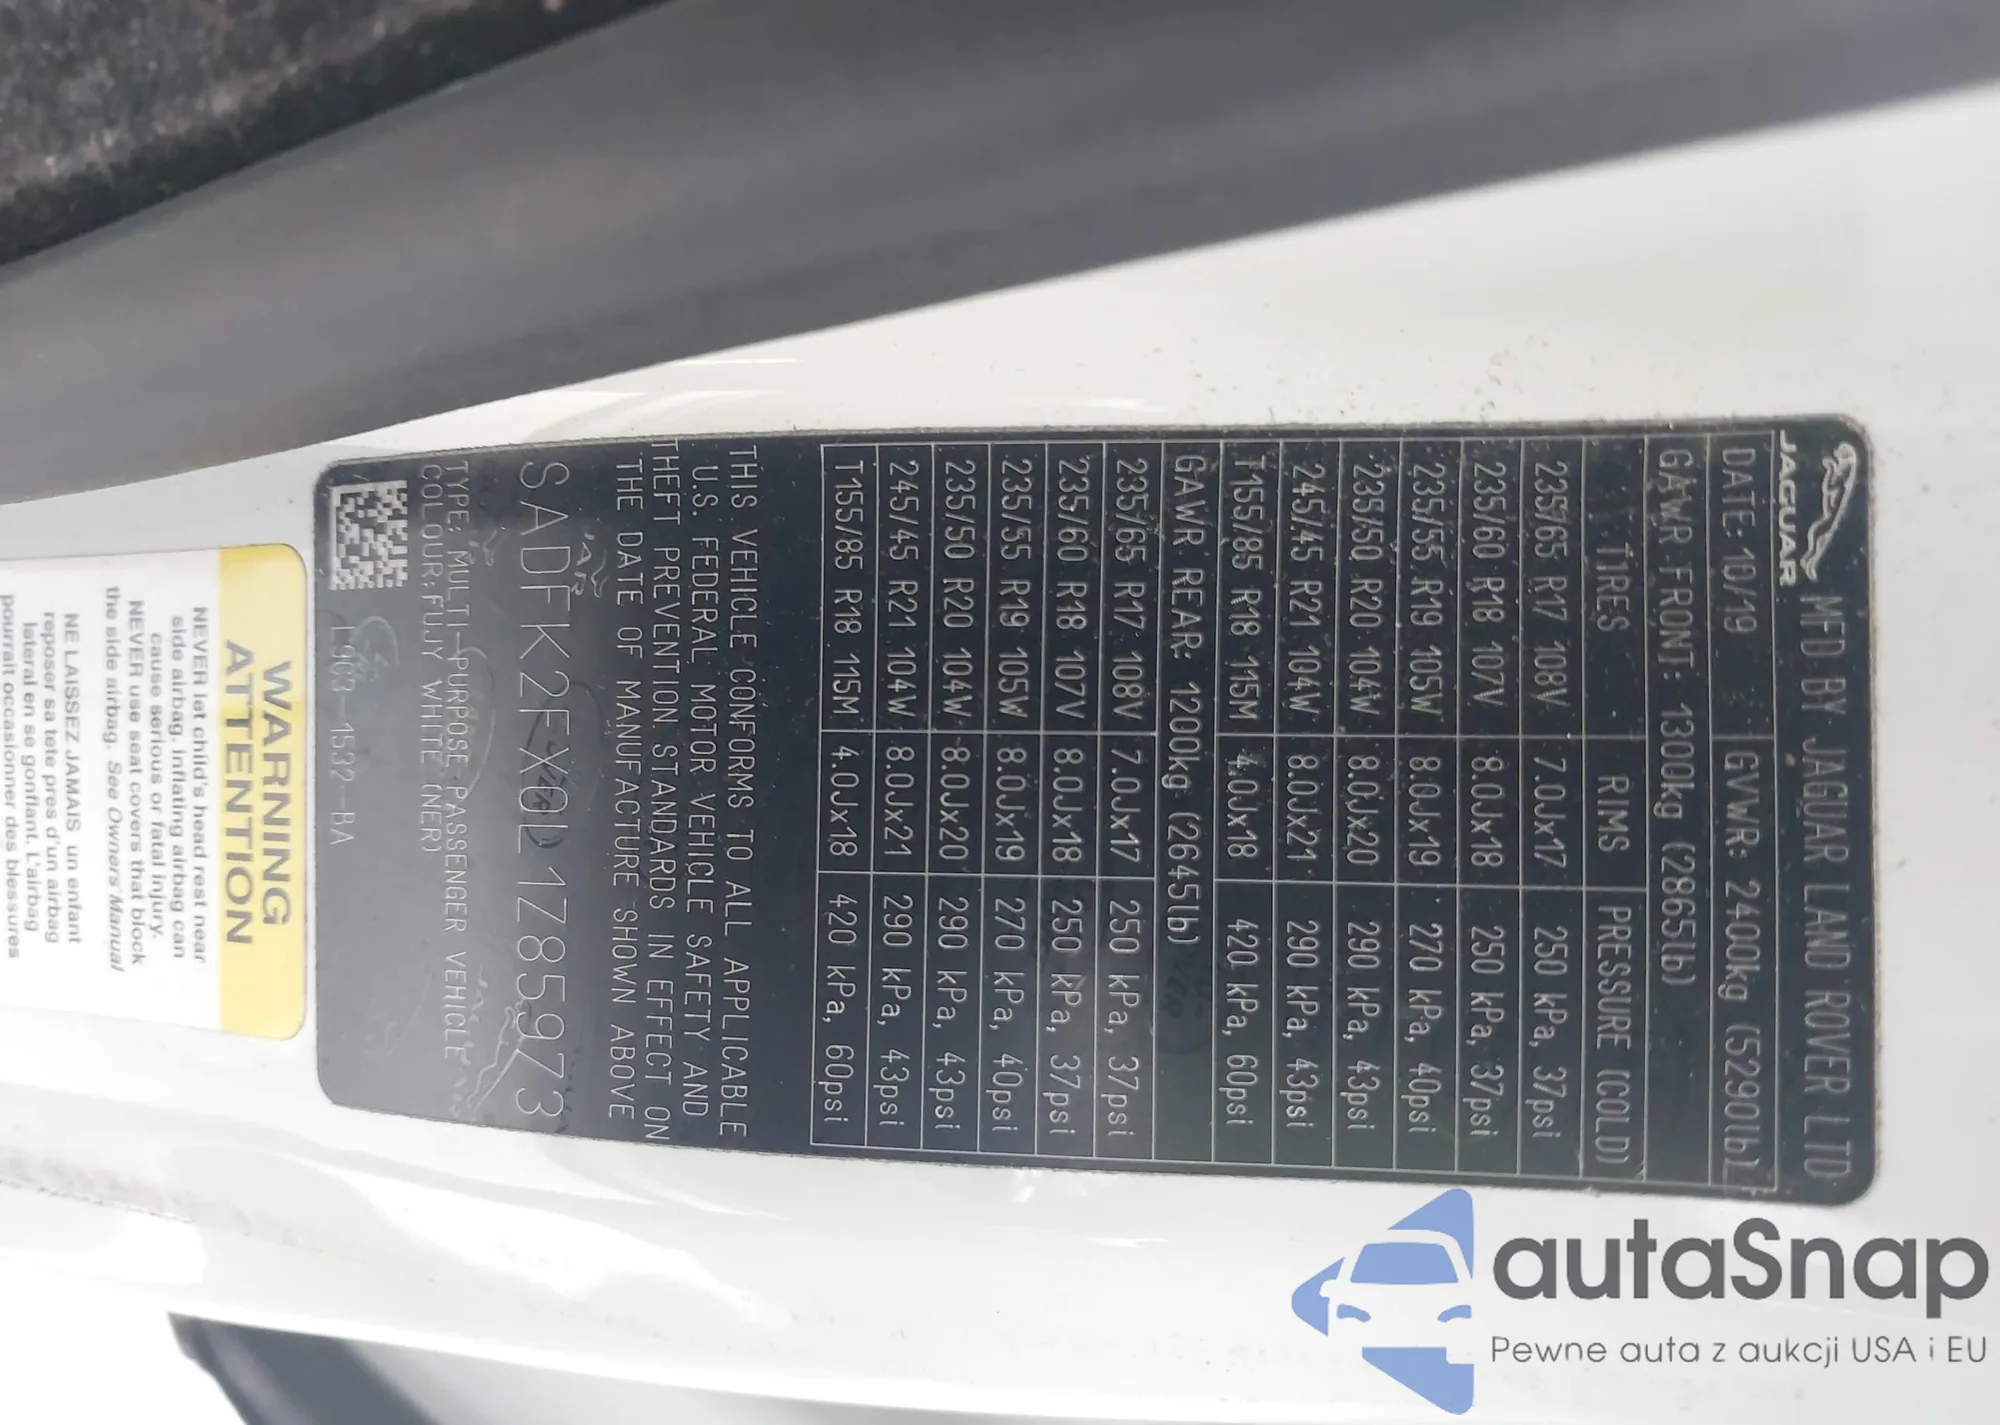 JAGUAR MFD BY JAGUAR LAND ROVER LTD
DATE: 10/19 GVWR: 2400kg (5290lb)
GAWR FRONT: 1300kg (2865lb)
TIRES RIMS PRESSURE (COLD)
235/65 R17 108V 7.0Jx17 250 kPa, 37psi
235/60 R18 107V 8.0Jx18 250 kPa, 37psi
235/55 R19 105W 8.0Jx19 270 kPa, 40psi
235/50 R20 104W 8.0Jx20 290 kPa, 43psi
245/45 R21 104W 8.0Jx21 290 kPa, 43psi
T155/85 R18 115M 4.0Jx18 420 kPa, 60psi
GAWR REAR: 1200kg (2645lb)
235/65 R17 108V 7.0Jx17 250 kPa, 37psi
235/60 R18 107V 8.0Jx18 250 kPa, 37psi
235/55 R19 105W 8.0Jx19 270 kPa, 40psi
235/50 R20 104W 8.0Jx20 290 kPa, 43psi
245/45 R21 104W 8.0Jx21 290 kPa, 43psi
T155/85 R18 115M 4.0Jx18 420 kPa, 60psi
THIS VEHICLE CONFORMS TO ALL APPLICABLE
U.S. FEDERAL MOTOR VEHICLE SAFETY AND
THEFT PREVENTION STANDARDS IN EFFECT ON
THE DATE OF MANUFACTURE SHOWN ABOVE
SADFK2FX8L1Z85973
TYPE: MULTI-PURPOSE PASSENGER VEHICLE
COLOUR: FUJY WHITE (NER)
L9C3-1532-BA
WARNING
ATTENTION
NEVER let child's head rest near
side airbag. Inflating airbag can
cause serious or fatal injury.
NEVER use seat covers that block
the side airbag. See Owners' Manual
NE LAISSEZ JAMAIS un enfant
reposer sa tete pres d'un airbag
lateral en se gonflant. L'airbag
pourrait occasionner des blessures
autaSnap
Pewne auta z aukcji USA i EU